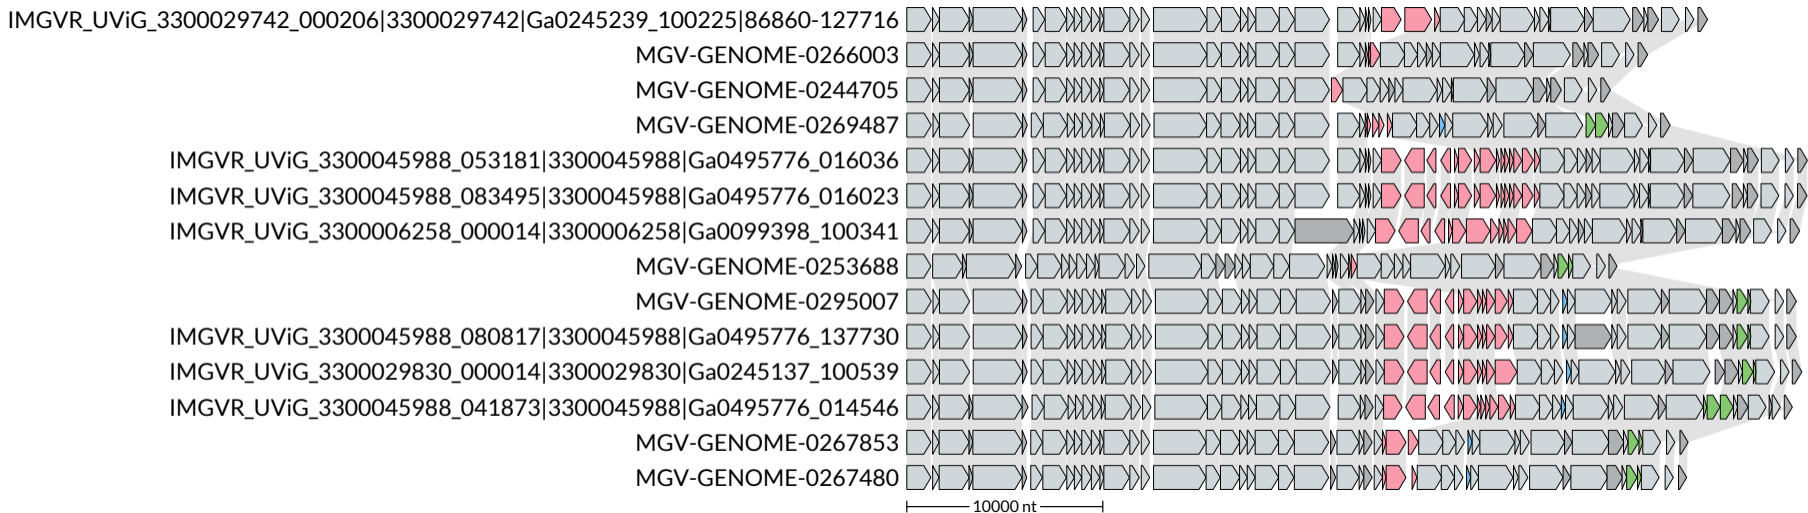 IMGVR_UViG_3300029742_000206|3300029742|Ga0245239_100225|86860-127716
MGV-GENOME-0266003
MGV-GENOME-0244705
MGV-GENOME-0269487
IMGVR_UViG_3300045988_053181|3300045988|Ga0495776_016036
IMGVR_UViG_3300045988_083495|3300045988|Ga0495776_016023
IMGVR_UViG_3300006258_000014|3300006258|Ga0099398_100341
MGV-GENOME-0253688
MGV-GENOME-0295007
IMGVR_UViG_3300045988_080817|3300045988|Ga0495776_137730
IMGVR_UViG_3300029830_000014|3300029830|Ga0245137_100539
IMGVR_UViG_3300045988_041873|3300045988|Ga0495776_014546
MGV-GENOME-0267853
MGV-GENOME-0267480
10000 nt